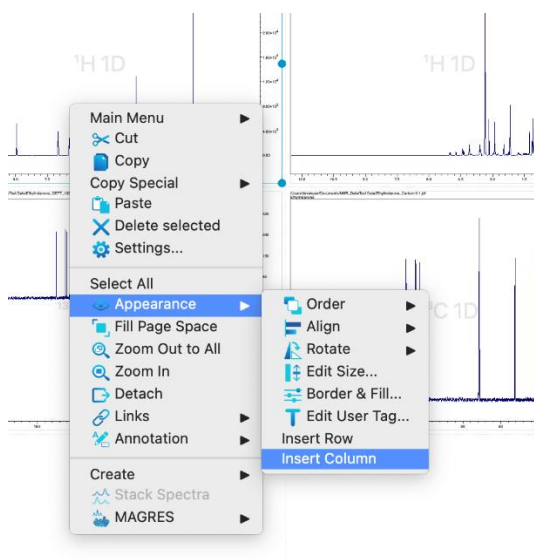 ¹H 1D
¹H 1D
Main Menu
Cut
Copy
Copy Special
Paste
Delete selected
Settings...
Select All
Appearance
Fill Page Space
Zoom Out to All
Zoom In
Detach
Links
Annotation
Create
Stack Spectra
MAGRES
Order
Align
Rotate
Edit Size...
Border & Fill...
Edit User Tag...
Insert Row
Insert Column
C 1D